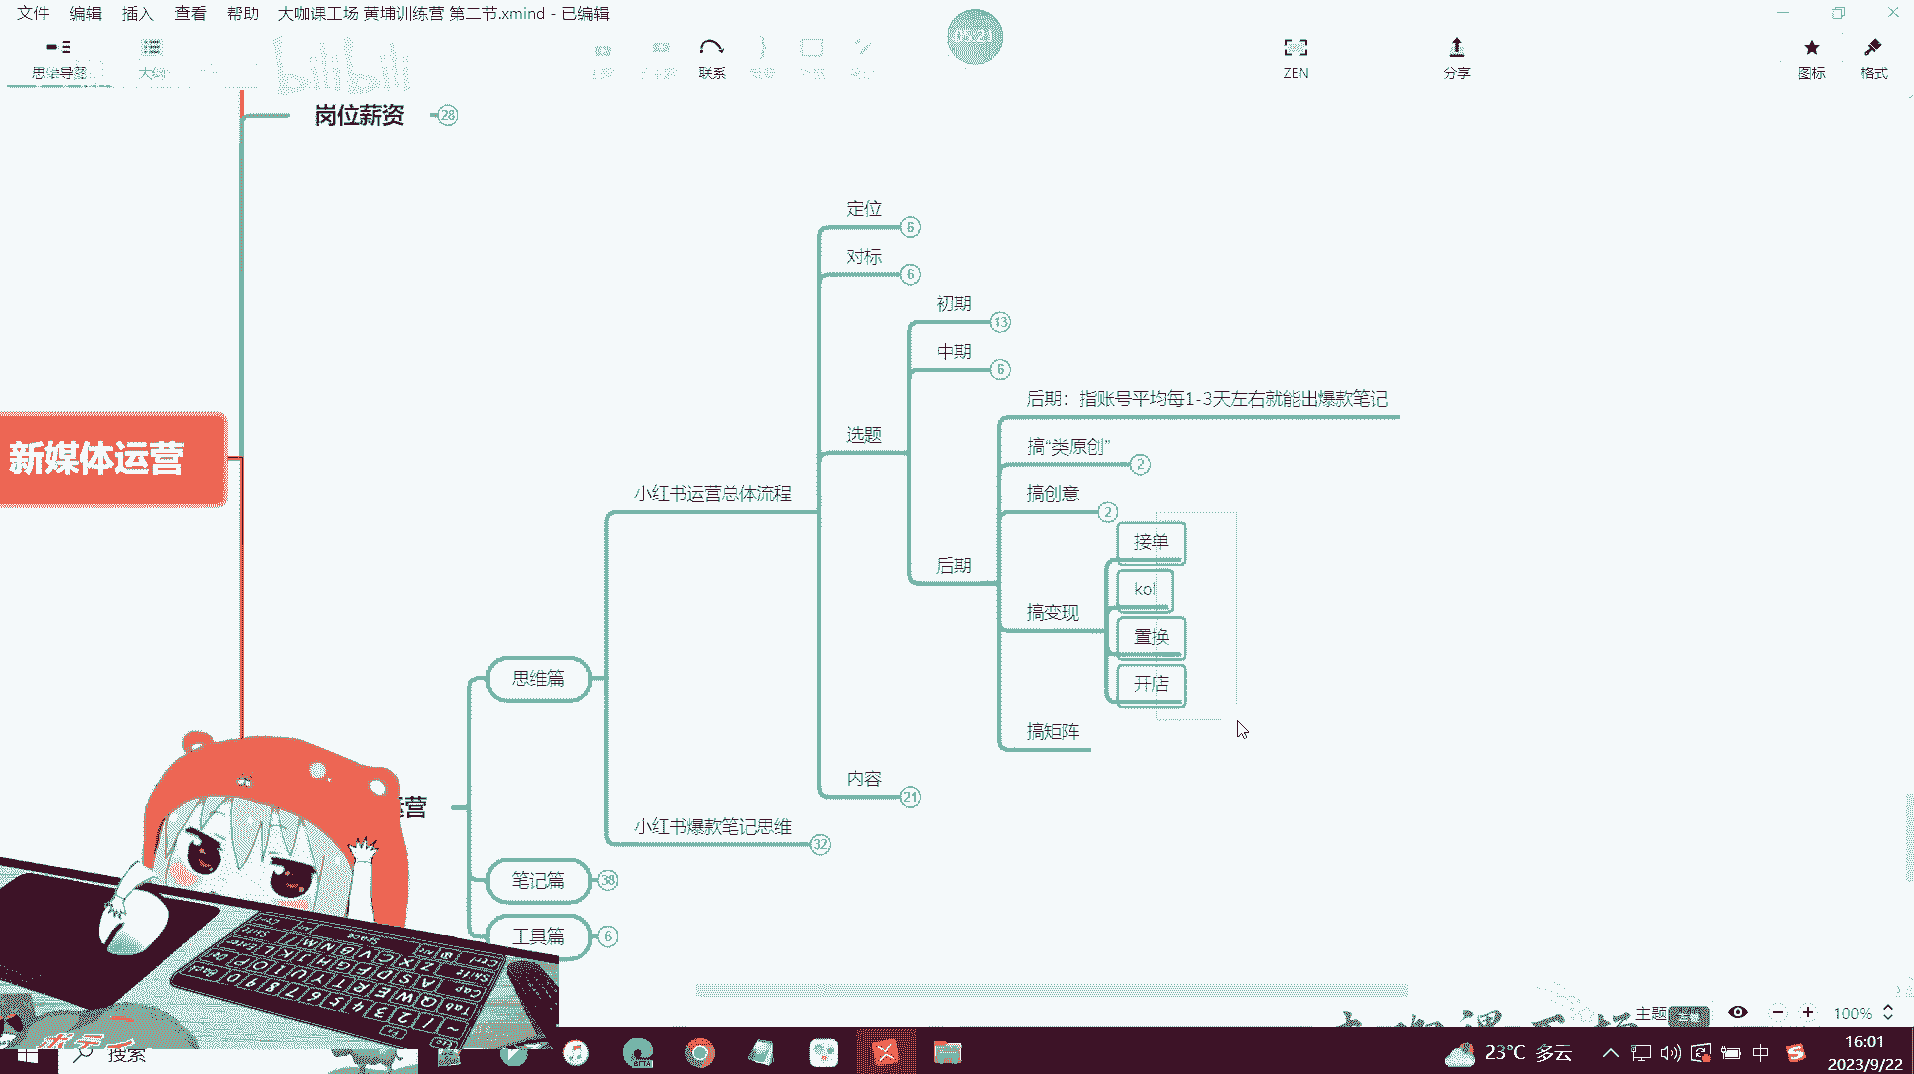 文件 编辑 插入 查看 帮助 大咖课工场 黄埔训练营 第二节.xmind - 已编辑
bilibili
05:21
思维导图
联系
ZEN
分享
图标
格式
岗位薪资 28
定位 6
对标 6
初期 13
中期 6
后期：指账号平均每1-3天左右就能出爆款笔记
选题
搞“类原创” 2
新媒体运营
小红书运营总体流程
搞创意 2
接单
后期
kol
搞变现
置换
思维篇
开店
搞矩阵
内容 21
运营
小红书爆款笔记思维 32
笔记篇 38
工具篇 6
主题
100%
搜索
23°C 多云
中
16:01
2023/9/22